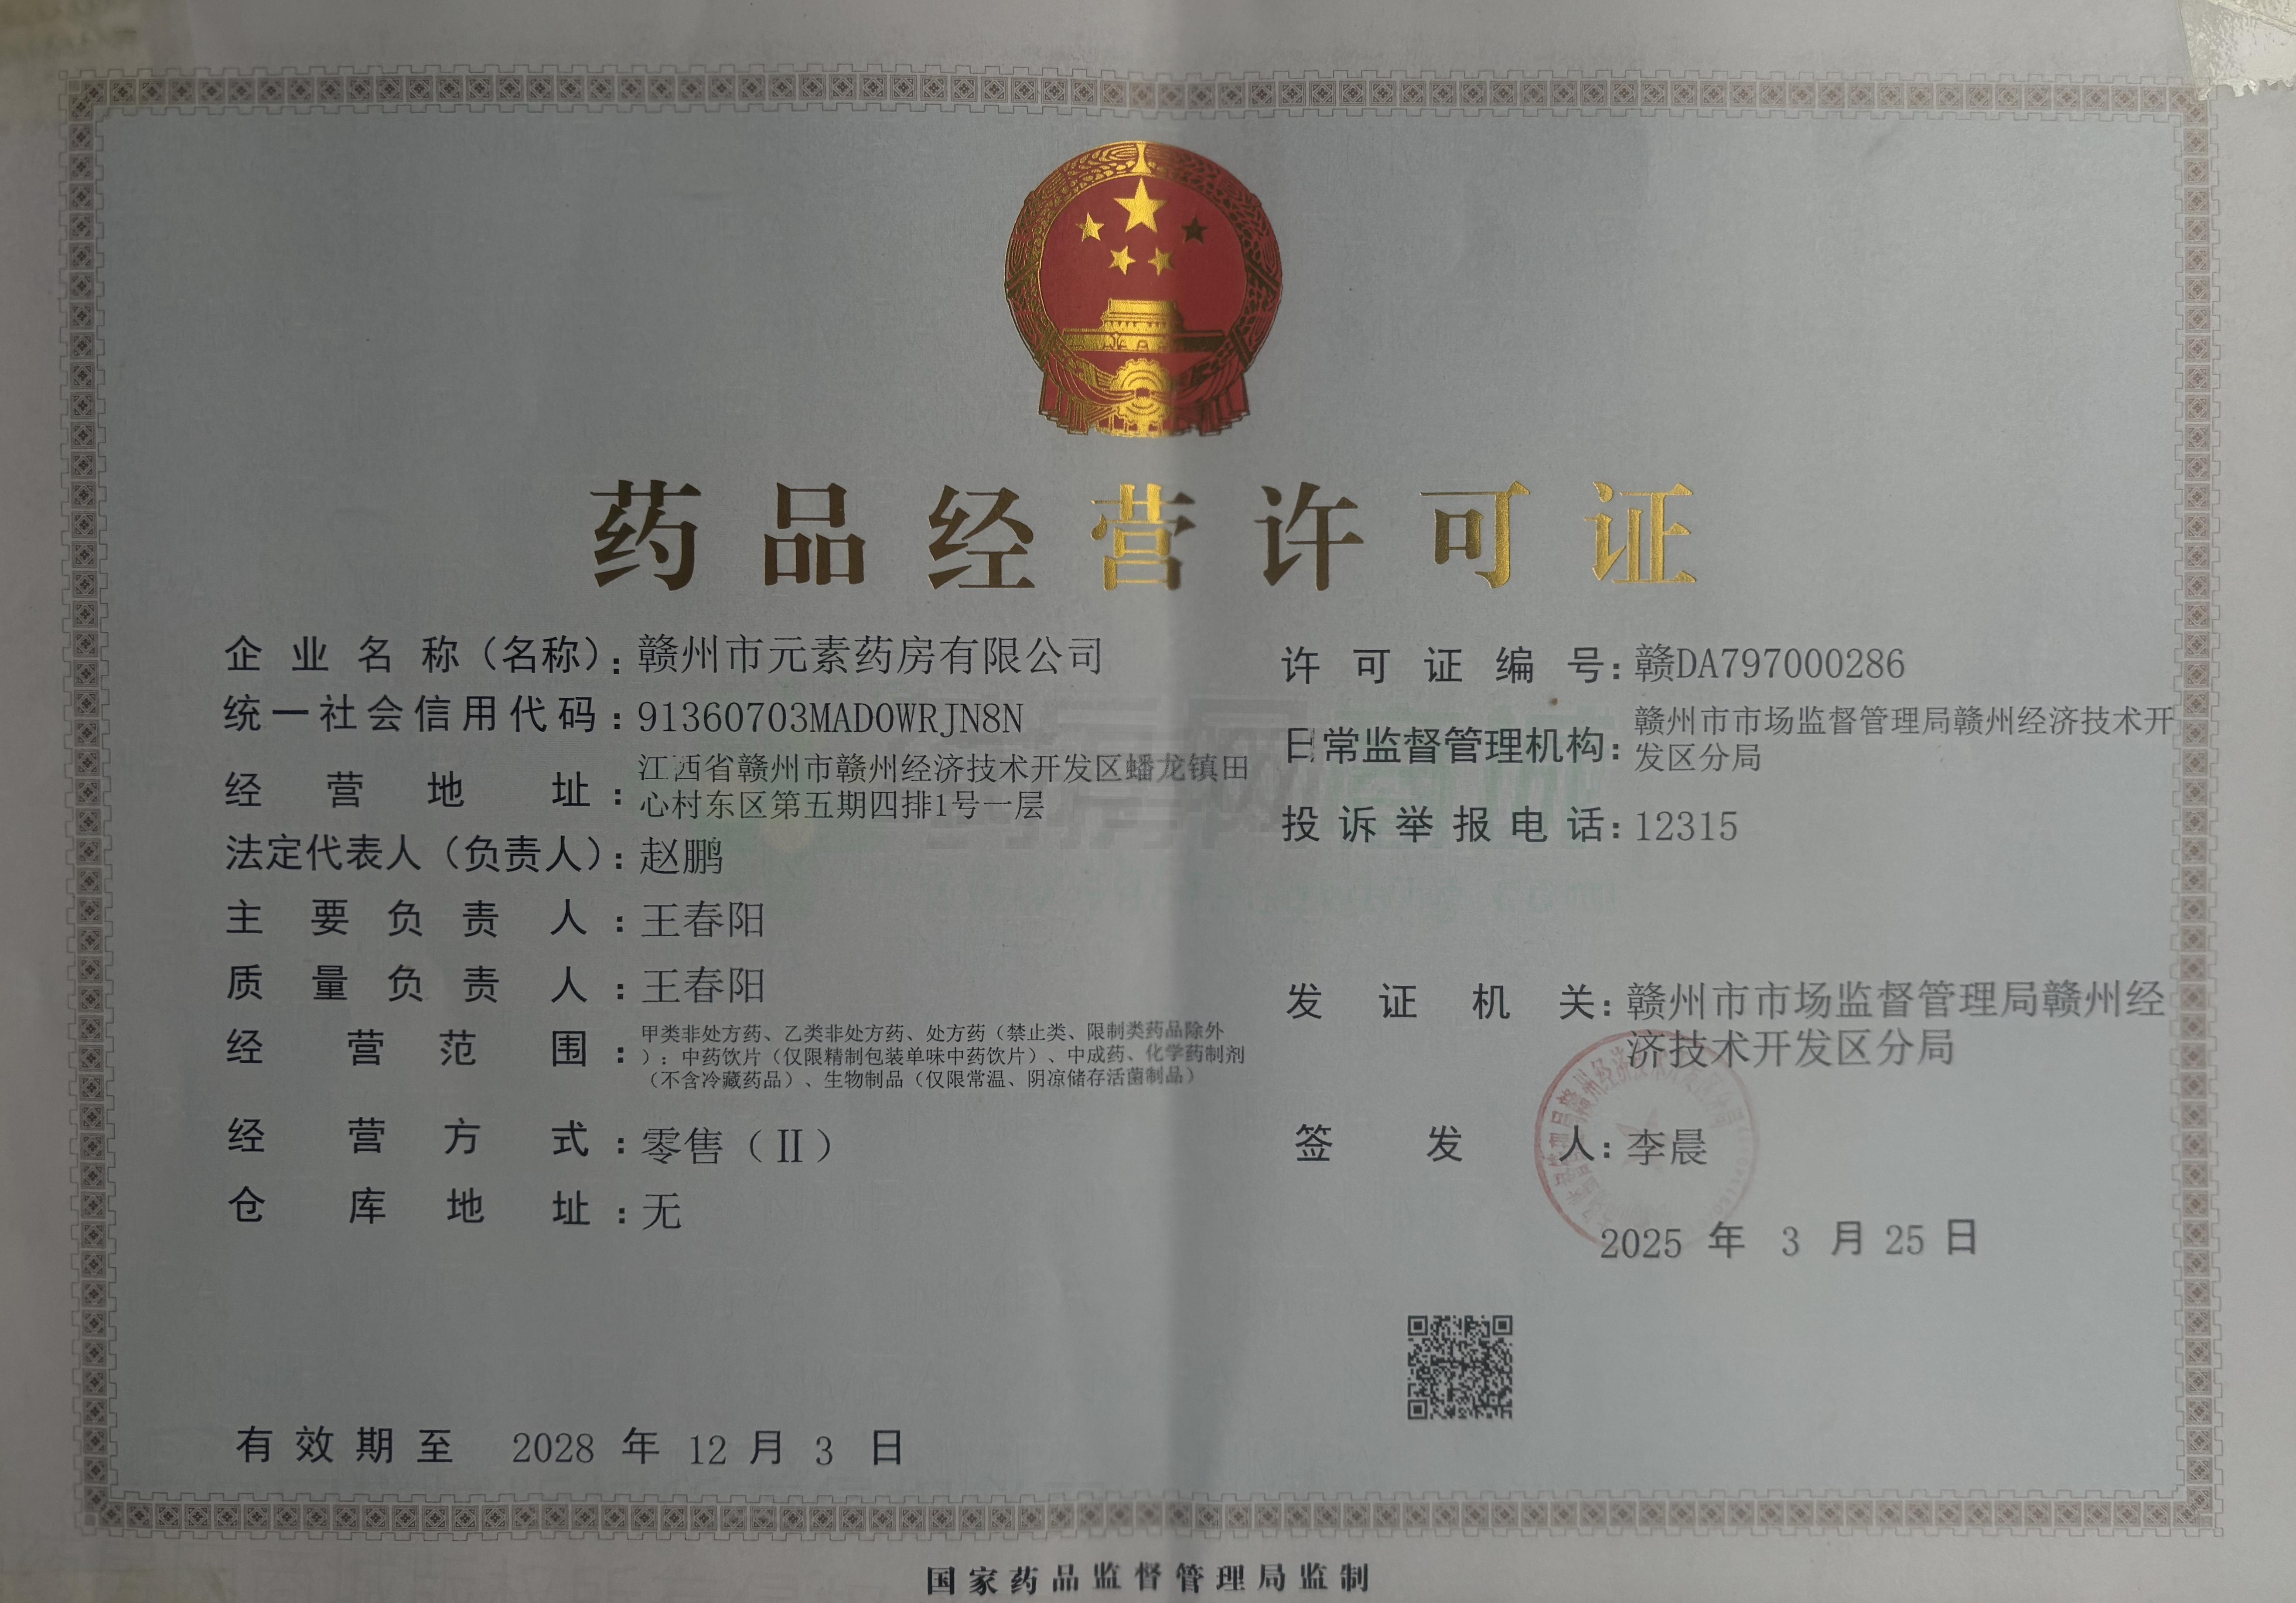 药品经营许可证
企业名称（名称）：赣州市元素药房有限公司
统一社会信用代码：91360703MAD0WRJN8N
经营地址：江西省赣州市赣州经济技术开发区蟠龙镇田
心村东区第五期四排1号一层
法定代表人（负责人）：赵鹏
主要负责人：王春阳
质量负责人：王春阳
经营范围：甲类非处方药、乙类非处方药、处方药（禁止类、限制类药品除外
）：中药饮片（仅限精制包装单味中药饮片）、中成药、化学药制剂
（不含冷藏药品）、生物制品（仅限常温、阴凉储存活菌制品）
经营方式：零售（Ⅱ）
仓库地址：无
有效期至 2028 年 12 月 3 日
许可证编号：赣DA797000286
日常监督管理机构：赣州市市场监督管理局赣州经济技术开
发区分局
投诉举报电话：12315
发证机关：赣州市市场监督管理局赣州经
济技术开发区分局
签发人：李晨
2025 年 3 月 25 日
国家药品监督管理局监制